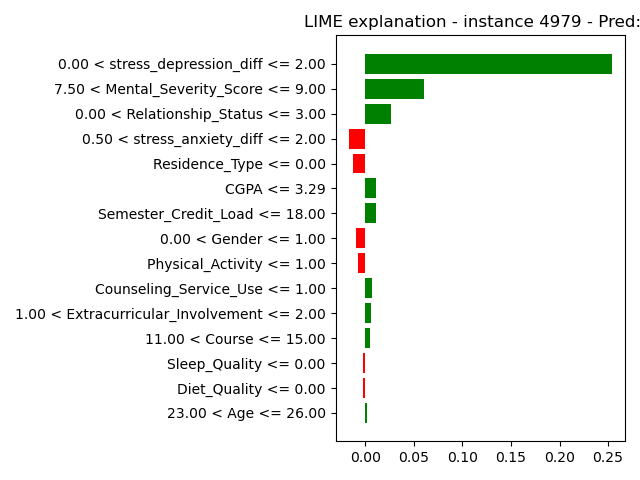 LIME explanation - instance 4979 - Pred:
0.00 < stress_depression_diff <= 2.00
7.50 < Mental_Severity_Score <= 9.00
0.00 < Relationship_Status <= 3.00
0.50 < stress_anxiety_diff <= 2.00
Residence_Type <= 0.00
CGPA <= 3.29
Semester_Credit_Load <= 18.00
0.00 < Gender <= 1.00
Physical_Activity <= 1.00
Counseling_Service_Use <= 1.00
1.00 < Extracurricular_Involvement <= 2.00
11.00 < Course <= 15.00
Sleep_Quality <= 0.00
Diet_Quality <= 0.00
23.00 < Age <= 26.00
0.00 0.05 0.10 0.15 0.20 0.25